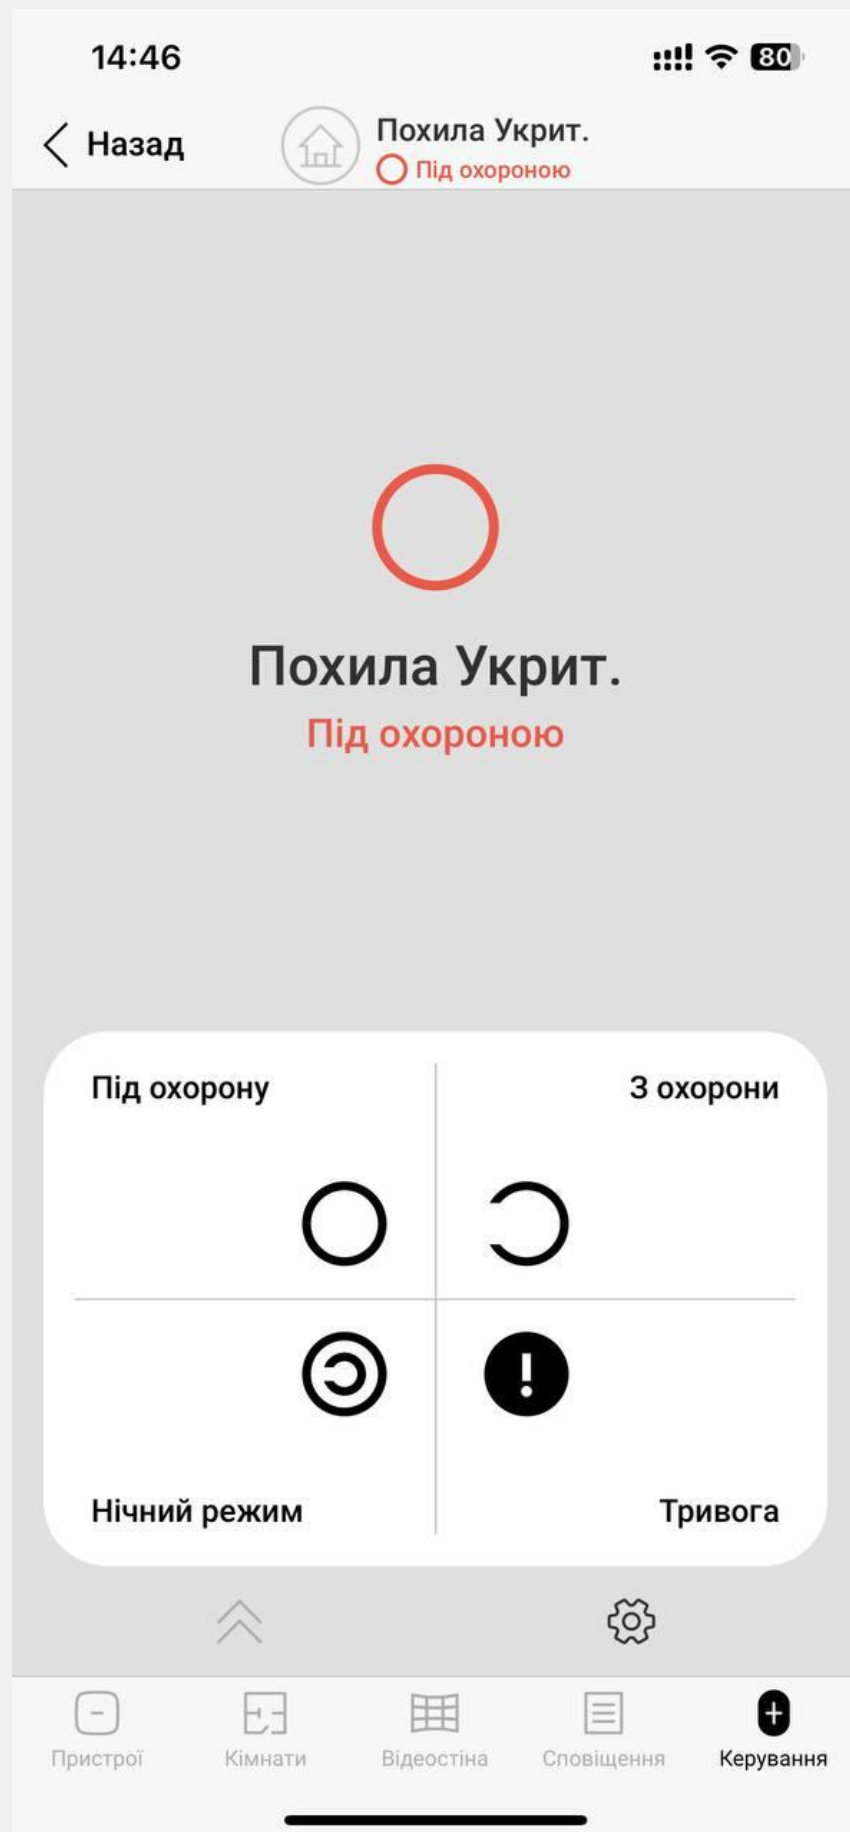 14:46
80
Назад
Похила Укрит.
Під охороною
Похила Укрит.
Під охороною
Під охорону
З охорони
Нічний режим
Тривога
Пристрої
Кімнати
Відеостіна
Сповіщення
Керування